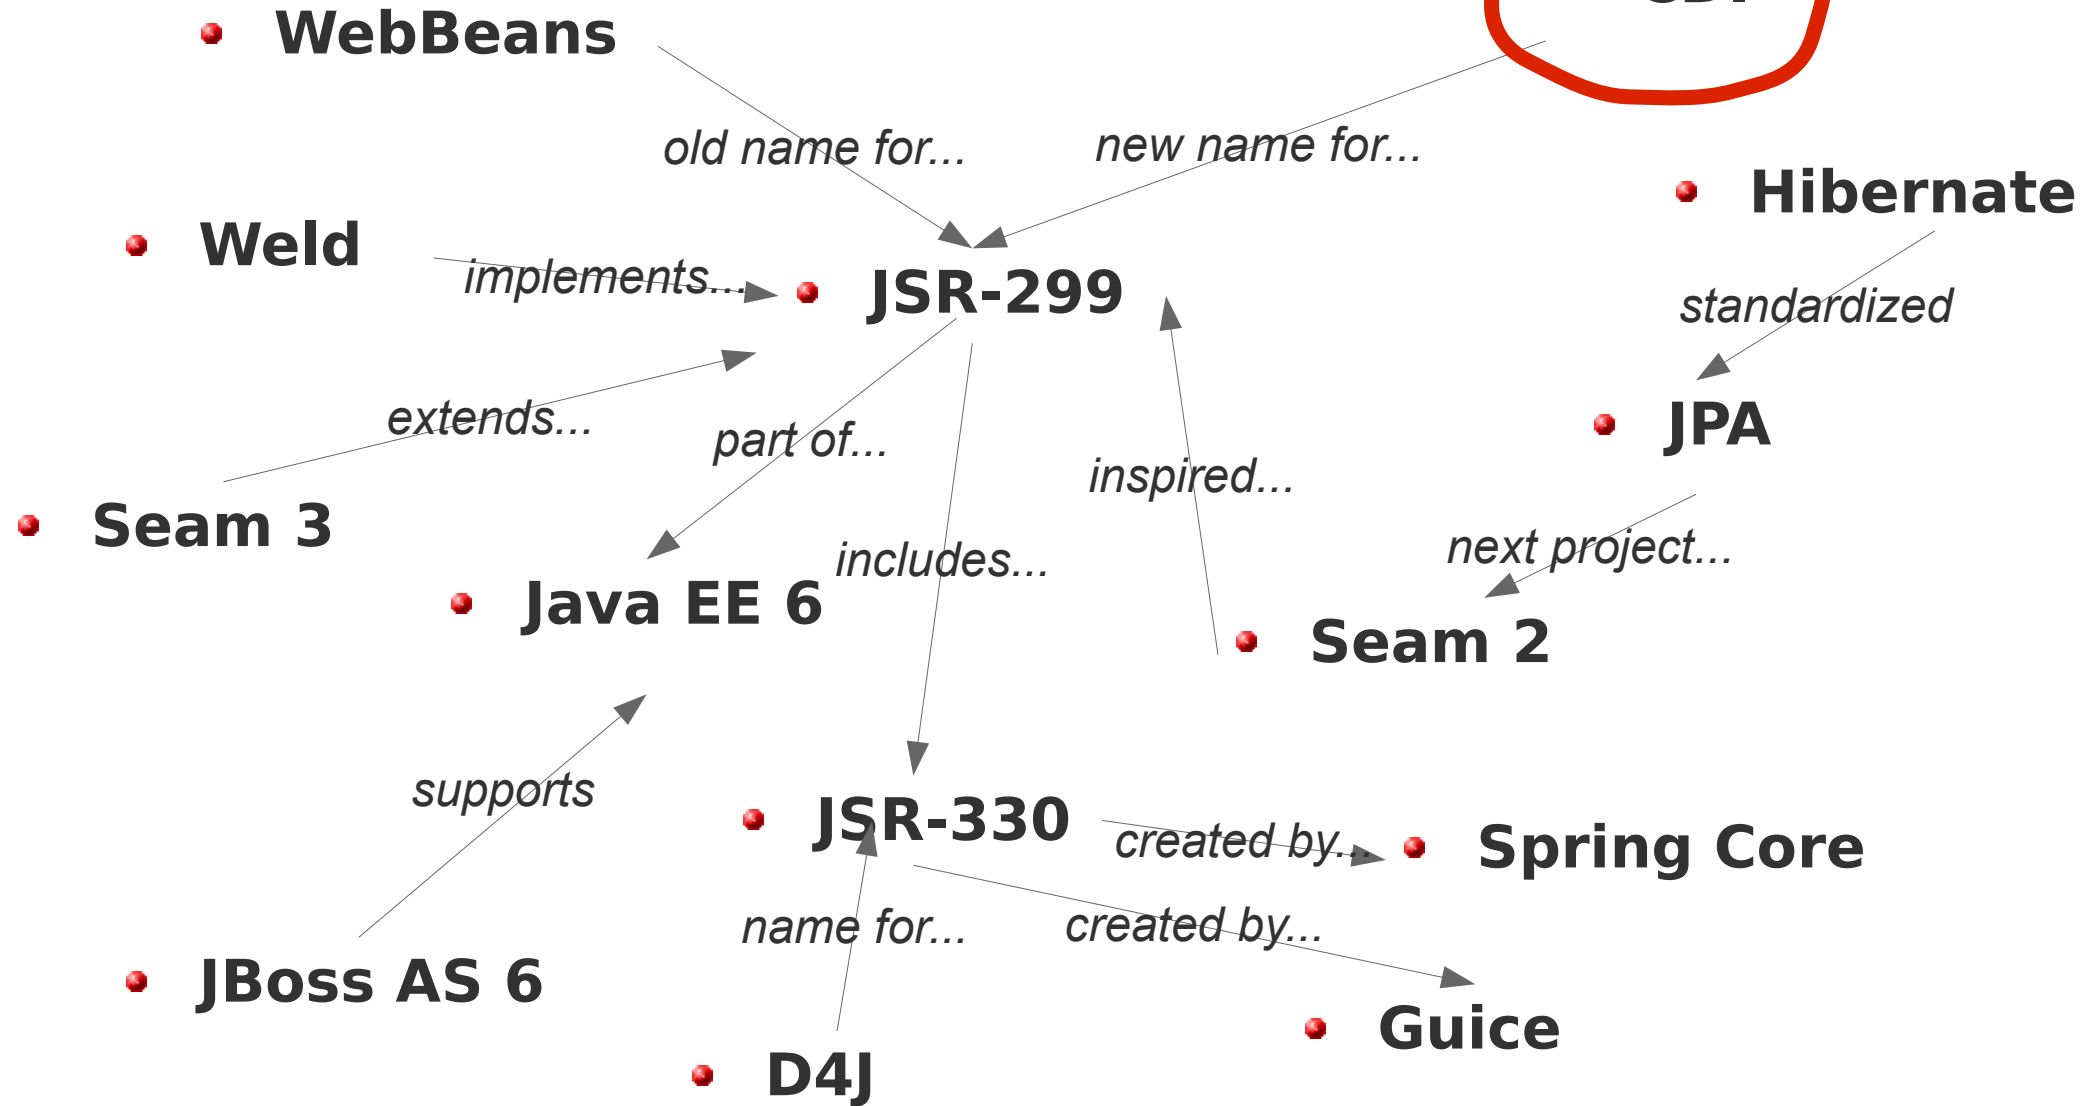 WebBeans
CDI
old name for...
new name for...
Hibernate
Weld
implements...
JSR-299
standardized
extends...
part of...
JPA
inspired...
Seam 3
next project...
includes...
Java EE 6
Seam 2
supports
JSR-330
created by...
Spring Core
name for...
created by...
JBoss AS 6
Guice
D4J